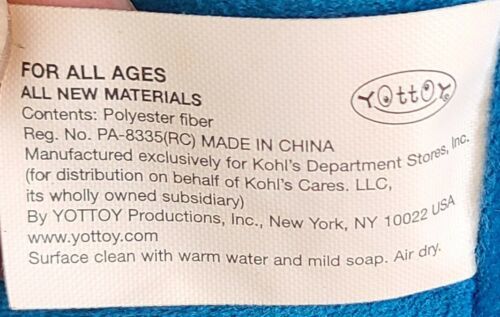 YOttOY
FOR ALL AGES
ALL NEW MATERIALS
Contents: Polyester fiber
Reg. No. PA-8335(RC) MADE IN CHINA
Manufactured exclusively for Kohl's Department Stores, Inc.
(for distribution on behalf of Kohl's Cares. LLC,
its wholly owned subsidiary)
By YOTTOY Productions, Inc., New York, NY 10022 USA
www.yottoy.com
Surface clean with warm water and mild soap. Air dry.